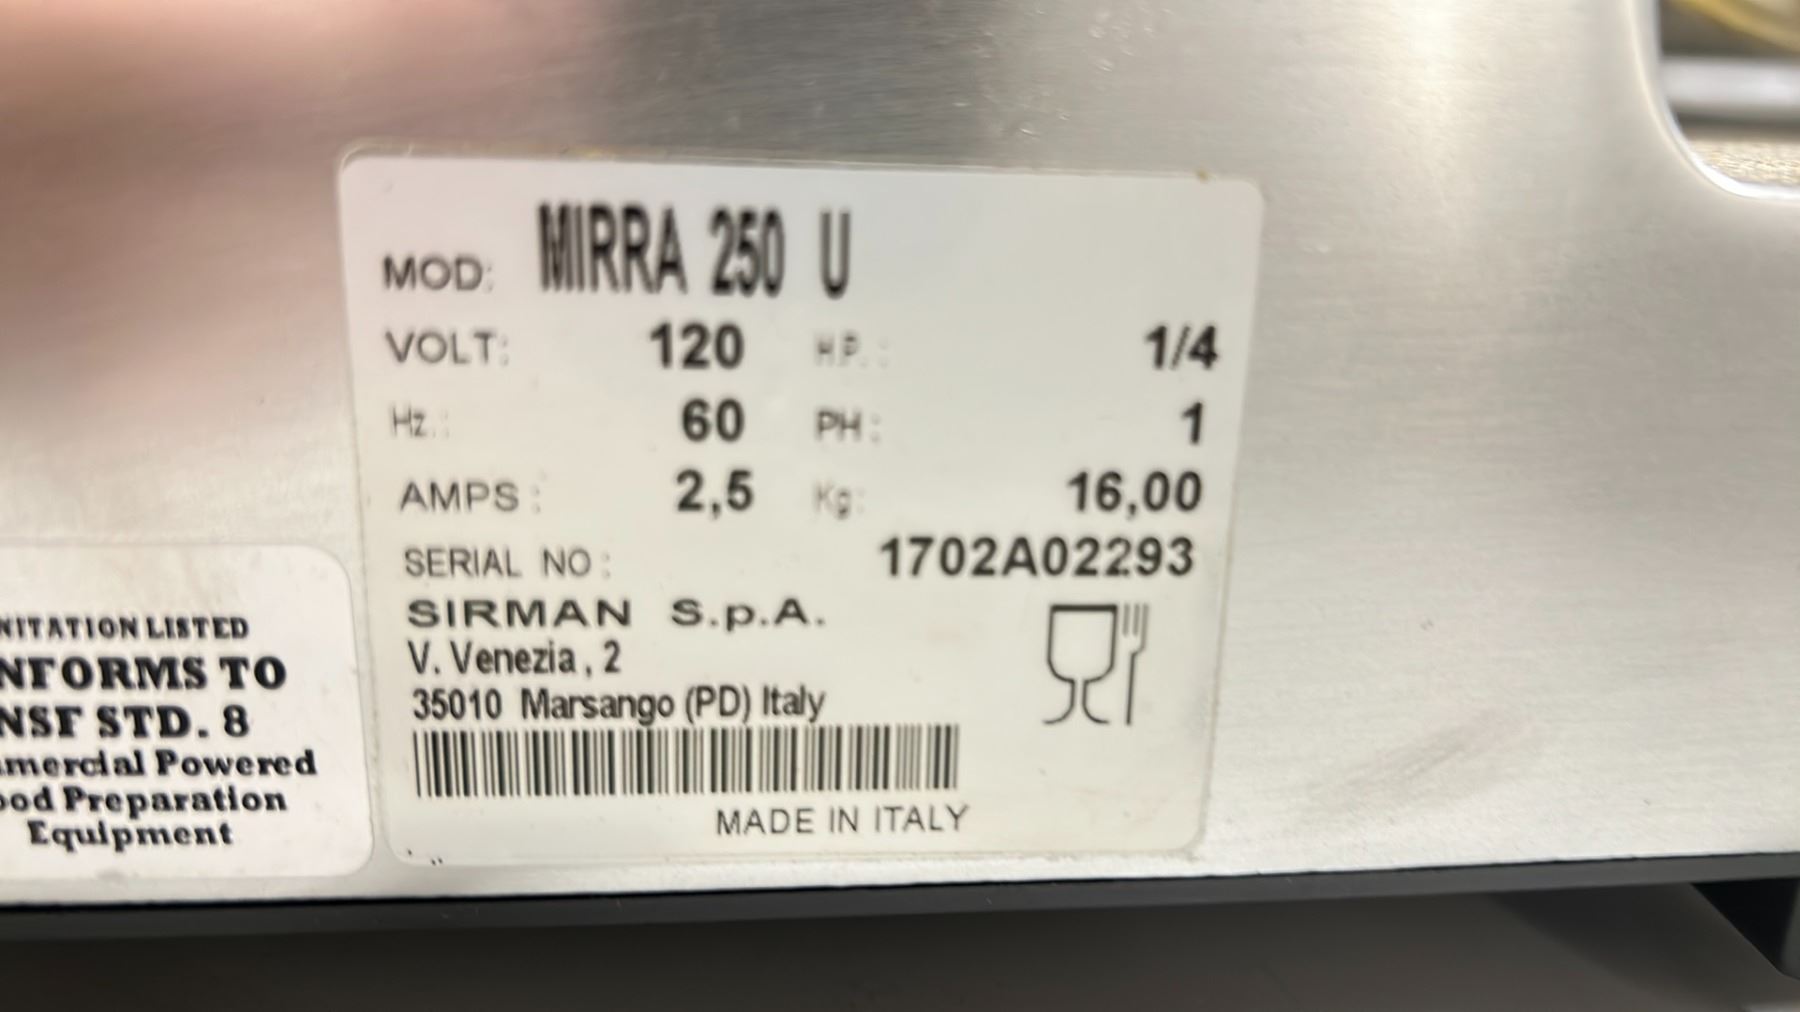 MOD: MIRRA 250 U
VOLT: 120 H.P.: 1/4
Hz.: 60 PH: 1
AMPS: 2,5 Kg: 16,00
SERIAL NO: 1702A02293
SIRMAN S.p.A.
V. Venezia, 2
35010 Marsango (PD) Italy
MADE IN ITALY
NITATION LISTED
NFORMS TO
NSF STD. 8
mmercial Powered
ood Preparation
Equipment